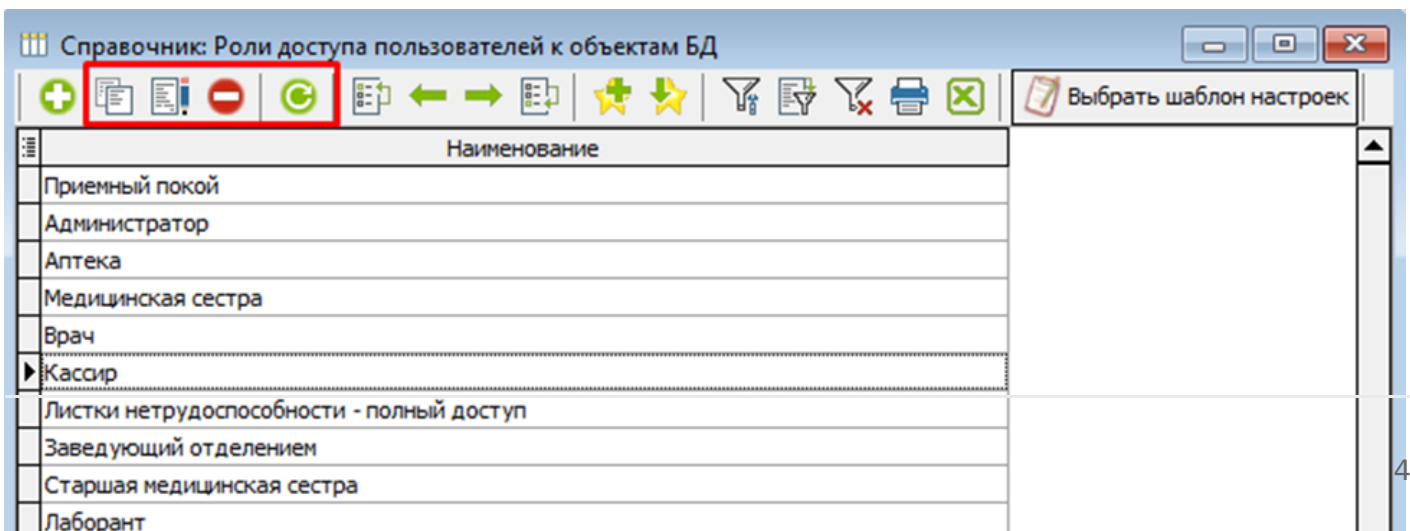 Справочник: Роли доступа пользователей к объектам БД
Выбрать шаблон настроек
Наименование
Приемный покой
Администратор
Аптека
Медицинская сестра
Врач
Кассир
Листки нетрудоспособности - полный доступ
Заведующий отделением
4
Старшая медицинская сестра
Лаборант